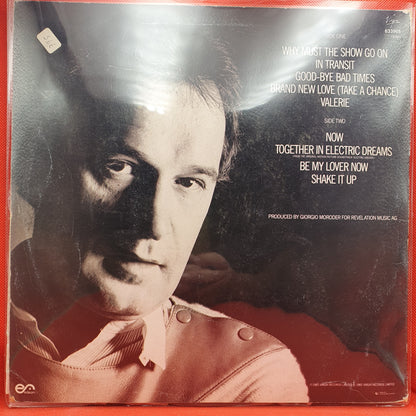 833905
SIDE ONE
WHY MUST THE SHOW GO ON
IN TRANSIT
GOOD-BYE BAD TIMES
BRAND NEW LOVE (TAKE A CHANCE)
VALERIE
SIDE TWO
NOW
TOGETHER IN ELECTRIC DREAMS
BE MY LOVER NOW
SHAKE IT UP
PRODUCED BY GIORGIO MORODER FOR REVELATION MUSIC AG